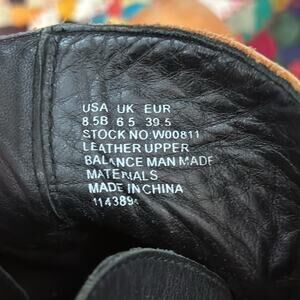 USA UK EUR
8.5B 6.5 39.5
STOCK NO:W00811
LEATHER UPPER
BALANCE MAN MADE
MATERIALS
MADE IN CHINA